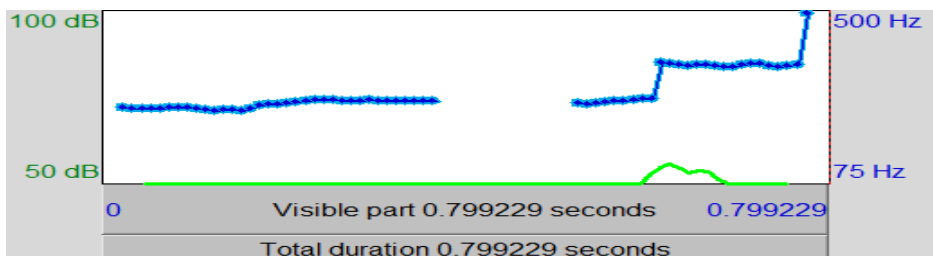 100 dB 500 Hz
50 dB 75 Hz
0 Visible part 0.799229 seconds 0.799229
Total duration 0.799229 seconds